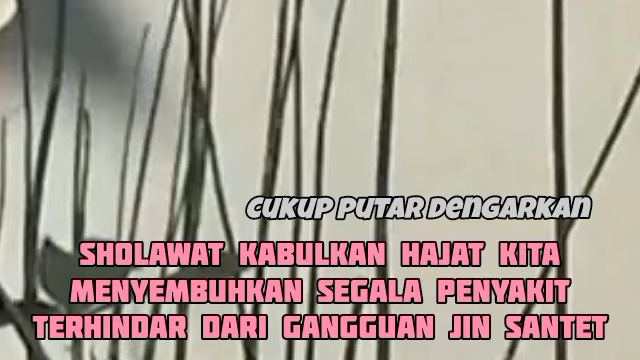 CUKUP PUTAR DENGARKAN
SHOLAWAT KABULKAN HAJAT KITA
MENYEMBUHKAN SEGALA PENYAKIT
TERHINDAR DARI GANGGUAN JIN SANTET